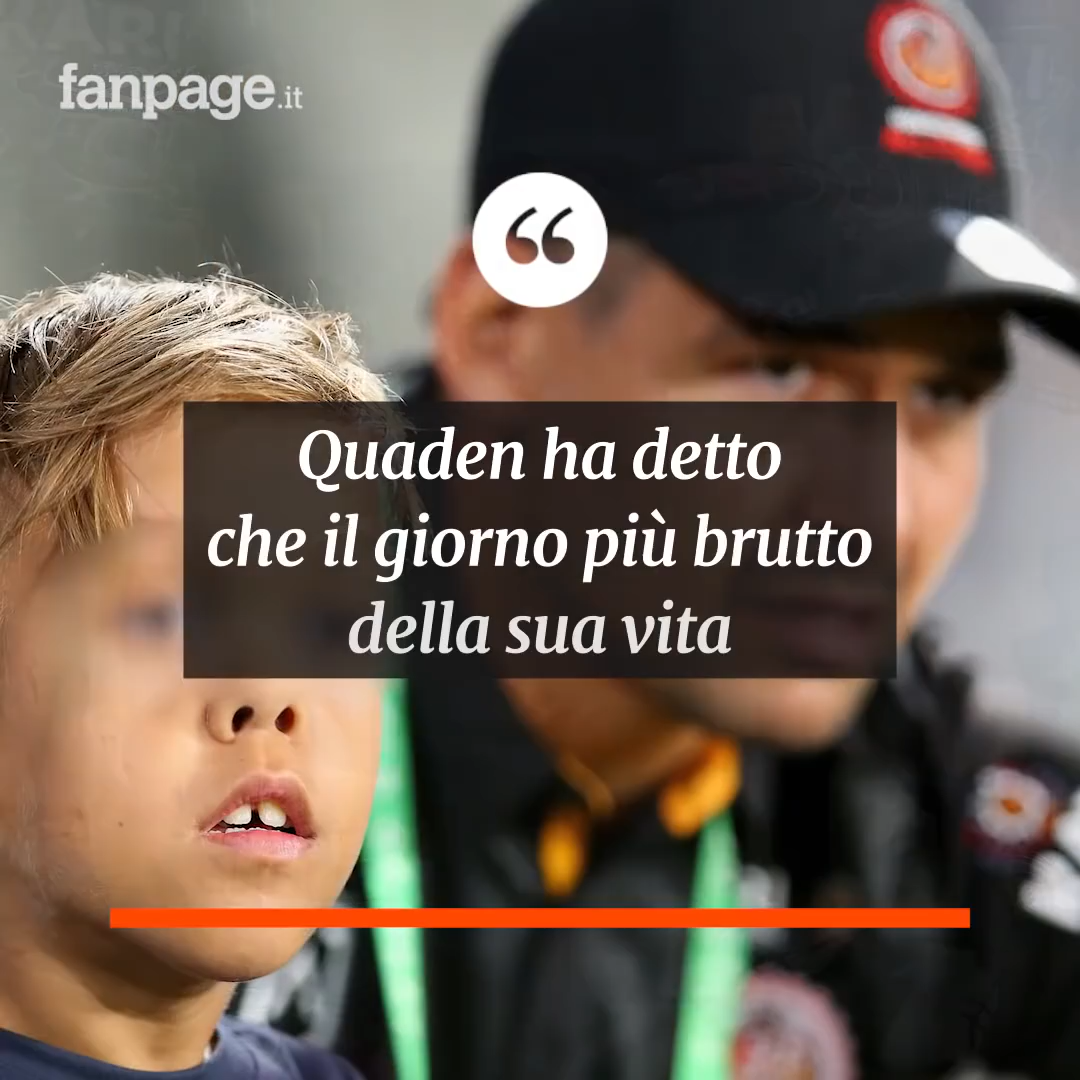 fanpage.it
“
Quaden ha detto
che il giorno più brutto
della sua vita